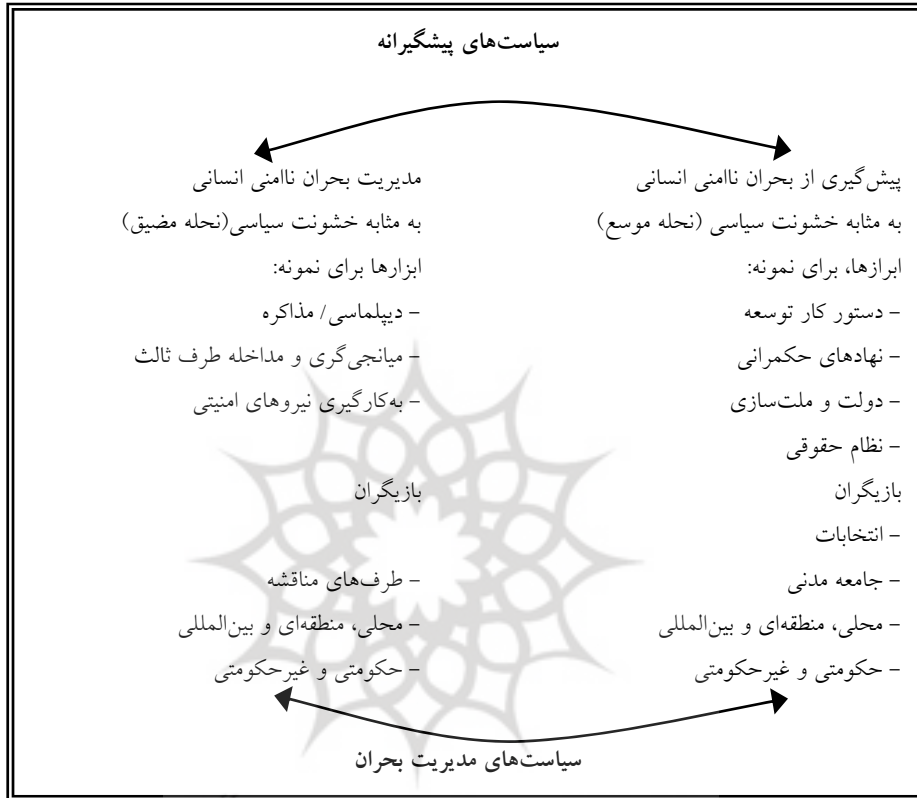 سیاست‌های پیشگیرانه
پیش‌گیری از بحران ناامنی انسانی
به مثابه خشونت سیاسی (نحله موسع)
ابرازها، برای نمونه:
- دستور کار توسعه
- نهادهای حکمرانی
- دولت و ملت‌سازی
- نظام حقوقی
بازیگران
- انتخابات
- جامعه مدنی
- محلی، منطقه‌ای و بین‌المللی
- حکومتی و غیرحکومتی
مدیریت بحران ناامنی انسانی
به مثابه خشونت سیاسی(نحله مضیق)
ابزارها برای نمونه:
- دیپلماسی/ مذاکره
- میانجی‌گری و مداخله طرف ثالث
- به‌کارگیری نیروهای امنیتی
بازیگران
- طرف‌های مناقشه
- محلی، منطقه‌ای و بین‌المللی
- حکومتی و غیرحکومتی
سیاست‌های مدیریت بحران